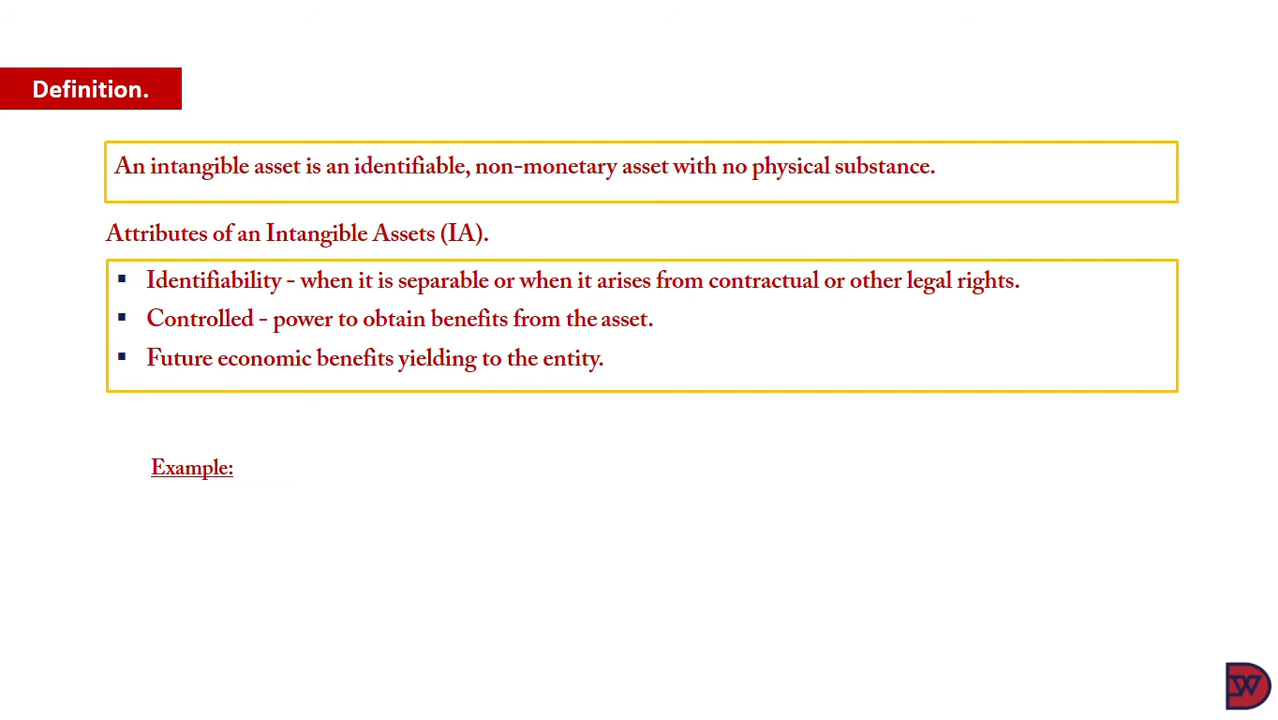 Definition.
An intangible asset is an identifiable, non-monetary asset with no physical substance.
Attributes of an Intangible Assets (IA).
▪ Identifiability - when it is separable or when it arises from contractual or other legal rights.
▪ Controlled - power to obtain benefits from the asset.
▪ Future economic benefits yielding to the entity.
Example:
DW